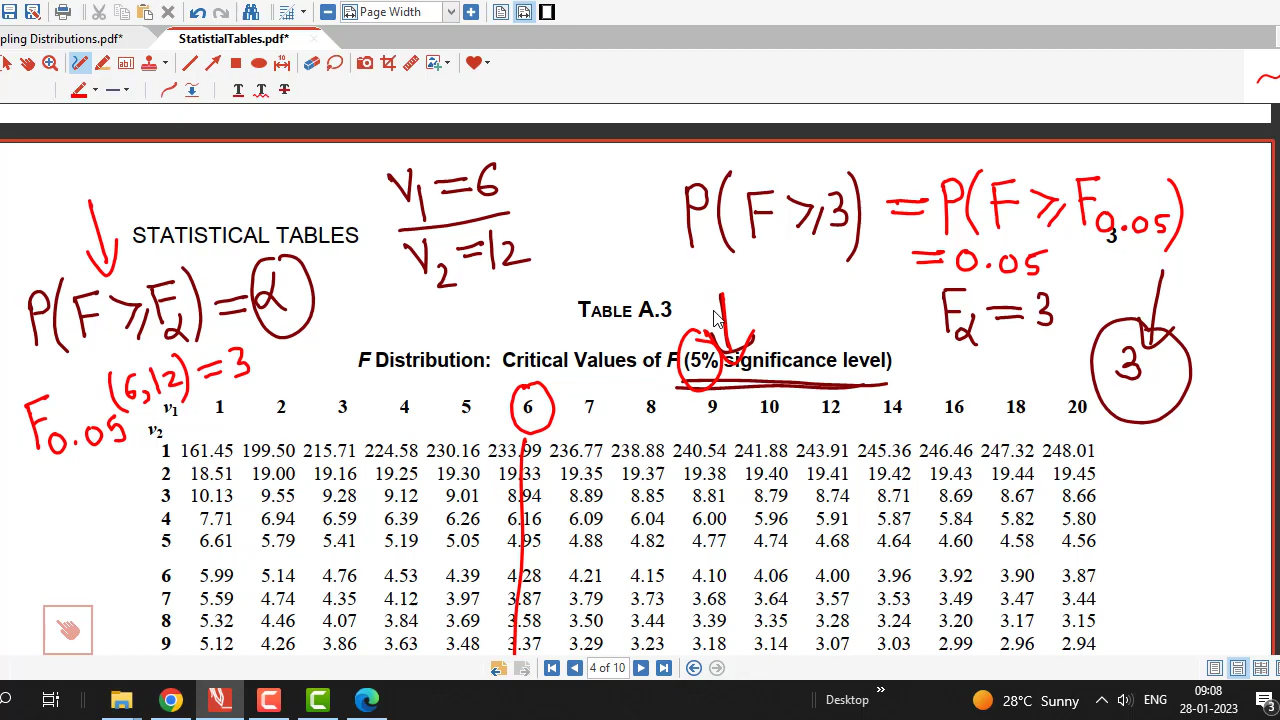 Page Width
pling Distributions.pdf*
StatistialTables.pdf*
v1 = 6
v2 = 12
P(F ≥ 3) = P(F ≥ F0.05)
= 0.05
STATISTICAL TABLES
3
P(F ≥ Fα) = α
Fα = 3
3
TABLE A.3
F Distribution: Critical Values of F (5% significance level)
F0.05 (6,12) = 3
v1 1 2 3 4 5 6 7 8 9 10 12 14 16 18 20
v2
1 161.45 199.50 215.71 224.58 230.16 233.99 236.77 238.88 240.54 241.88 243.91 245.36 246.46 247.32 248.01
2 18.51 19.00 19.16 19.25 19.30 19.33 19.35 19.37 19.38 19.40 19.41 19.42 19.43 19.44 19.45
3 10.13 9.55 9.28 9.12 9.01 8.94 8.89 8.85 8.81 8.79 8.74 8.71 8.69 8.67 8.66
4 7.71 6.94 6.59 6.39 6.26 6.16 6.09 6.04 6.00 5.96 5.91 5.87 5.84 5.82 5.80
5 6.61 5.79 5.41 5.19 5.05 4.95 4.88 4.82 4.77 4.74 4.68 4.64 4.60 4.58 4.56
6 5.99 5.14 4.76 4.53 4.39 4.28 4.21 4.15 4.10 4.06 4.00 3.96 3.92 3.90 3.87
7 5.59 4.74 4.35 4.12 3.97 3.87 3.79 3.73 3.68 3.64 3.57 3.53 3.49 3.47 3.44
8 5.32 4.46 4.07 3.84 3.69 3.58 3.50 3.44 3.39 3.35 3.28 3.24 3.20 3.17 3.15
9 5.12 4.26 3.86 3.63 3.48 3.37 3.29 3.23 3.18 3.14 3.07 3.03 2.99 2.96 2.94
4 of 10
Desktop
28°C Sunny
ENG
09:08
28-01-2023
3